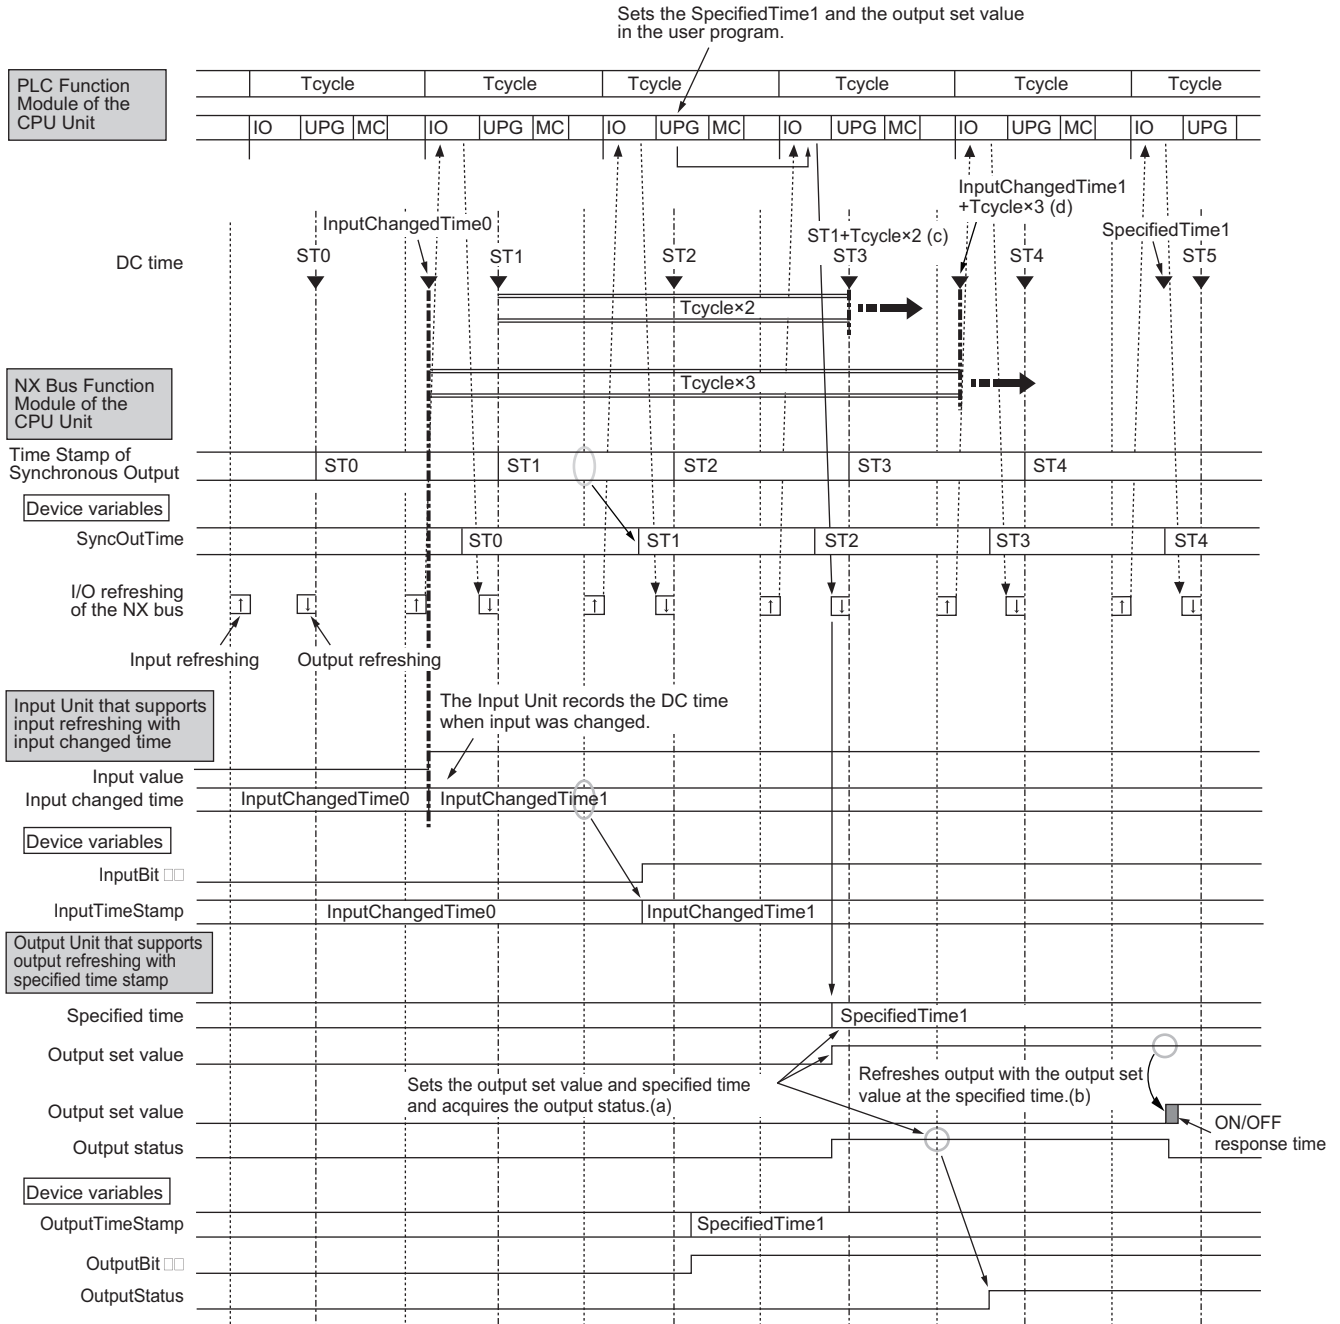 Sets the SpecifiedTime1 and the output set value
in the user program.
PLC Function
Module of the
CPU Unit
Tcycle Tcycle Tcycle Tcycle Tcycle Tcycle
IO UPG MC IO UPG MC IO UPG MC IO UPG MC IO UPG MC IO UPG
InputChangedTime1
+Tcycle×3 (d)
InputChangedTime0
SpecifiedTime1
ST1+Tcycle×2 (c)
DC time
ST0 ST1 ST2 ST3 ST4 ST5
Tcycle×2
NX Bus Function
Module of the
CPU Unit
Tcycle×3
Time Stamp of
Synchronous Output
ST0 ST1 ST2 ST3 ST4
Device variables
SyncOutTime
ST0 ST1 ST2 ST3 ST4
I/O refreshing
of the NX bus
↑ ↓ ↑ ↓ ↑ ↓ ↑ ↓ ↑ ↓ ↑ ↓
Input refreshing
Output refreshing
Input Unit that supports
input refreshing with
input changed time
The Input Unit records the DC time
when input was changed.
Input value
Input changed time
InputChangedTime0 InputChangedTime1
Device variables
InputBit □□
InputTimeStamp
InputChangedTime0 InputChangedTime1
Output Unit that supports
output refreshing with
specified time stamp
Specified time
SpecifiedTime1
Output set value
Sets the output set value and specified time
and acquires the output status.(a)
Refreshes output with the output set
value at the specified time.(b)
Output set value
ON/OFF
response time
Output status
Device variables
OutputTimeStamp
SpecifiedTime1
OutputBit □□
OutputStatus